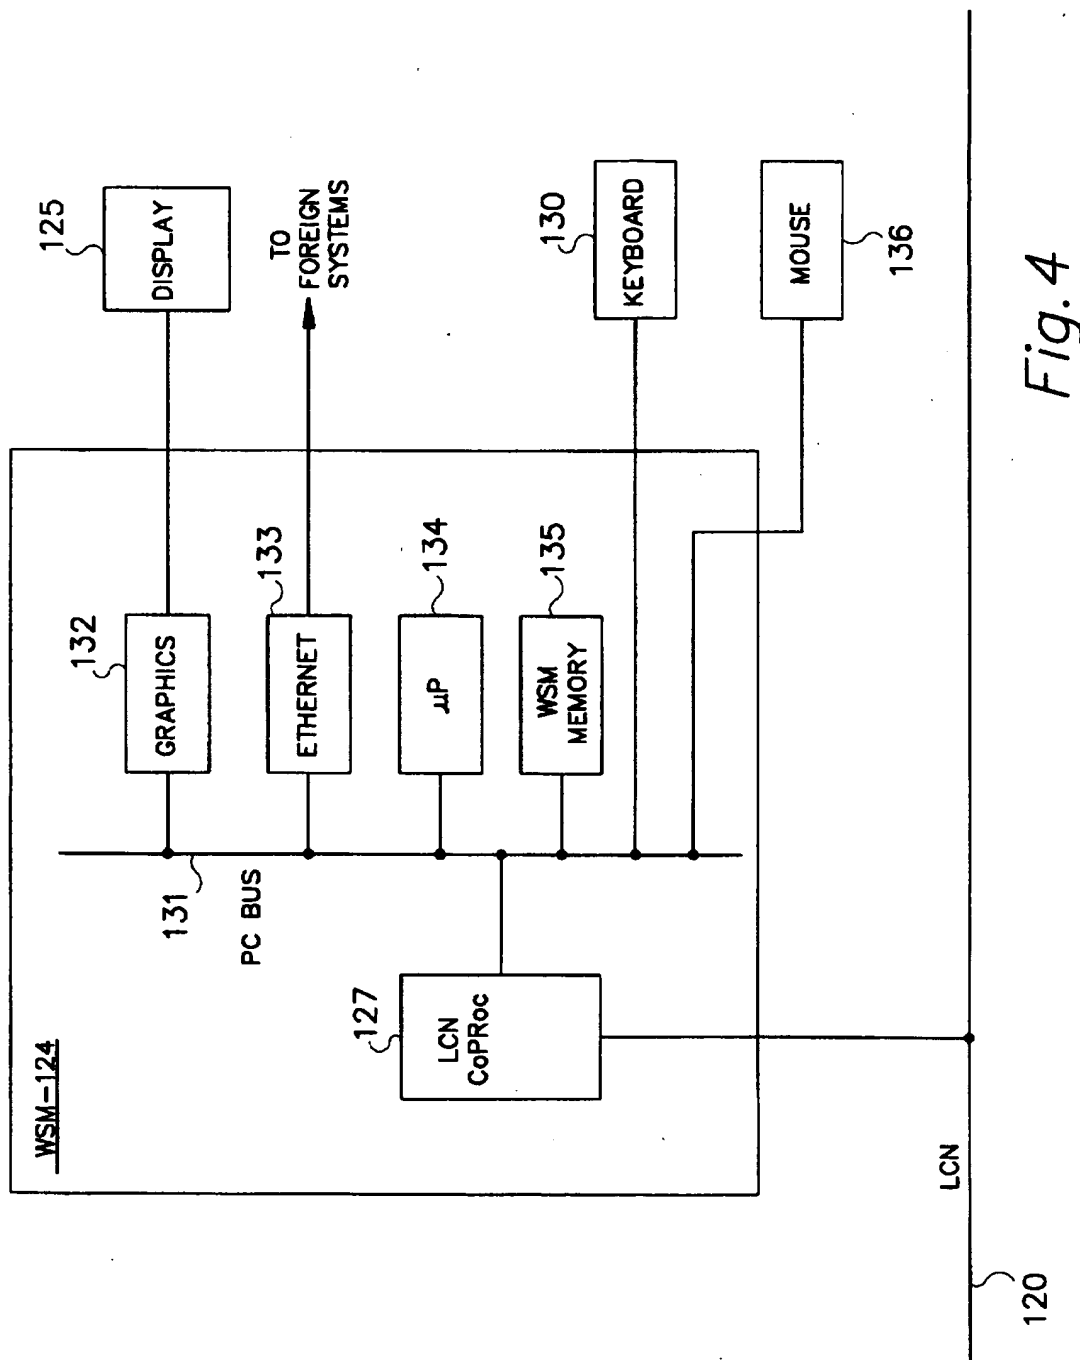 WSM-124
125
DISPLAY
TO
FOREIGN
SYSTEMS
132
GRAPHICS
133
ETHERNET
134
µP
135
WSM
MEMORY
130
KEYBOARD
MOUSE
136
131
PC BUS
127
LCN
CoPRoc
LCN
120
Fig. 4